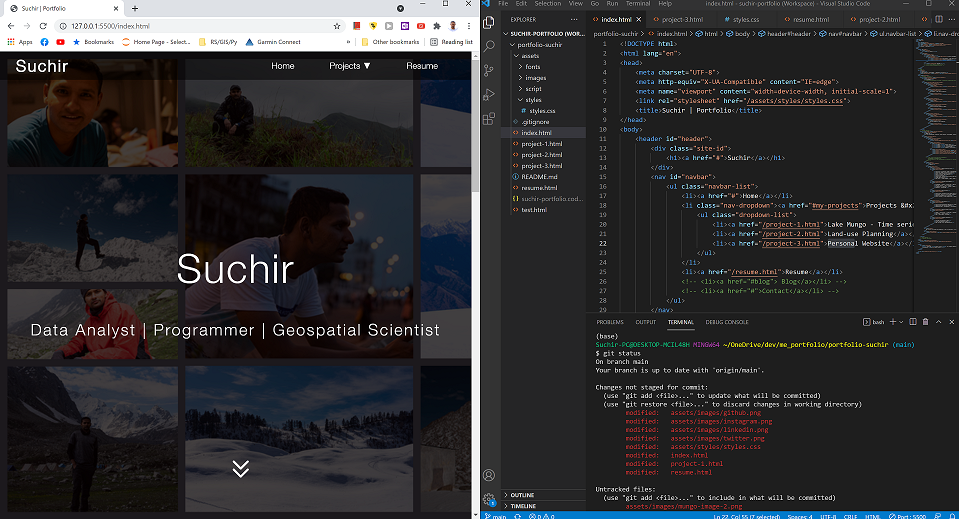 Suchir | Portfolio
127.0.0.1:5500/index.html
Apps
Bookmarks
Home Page - Select...
RS/GIS/Py
Garmin Connect
»
Other bookmarks
Reading list
Suchir
Home
Projects ▼
Resume
Suchir
Data Analyst | Programmer | Geospatial Scientist
File Edit Selection View Go Run Terminal Help
index.html - suchir-portfolio (Workspace) - Visual Studio Code
EXPLORER
SUCHIR-PORTFOLIO (WORKSPACE)
portfolio-suchir
assets
fonts
images
script
styles
styles.css
.gitignore
index.html
project-1.html
project-2.html
project-3.html
README.md
resume.html
suchir-portfolio.cod...
test.html
OUTLINE
TIMELINE
index.html
project-3.html
styles.css
resume.html
project-2.html
portfolio-suchir > index.html > html > body > header#header > nav#navbar > ul.navbar-list > li.nav-dro
1 <!DOCTYPE html>
2 <html lang="en">
3 <head>
4 <meta charset="UTF-8">
5 <meta http-equiv="X-UA-Compatible" content="IE=edge">
6 <meta name="viewport" content="width=device-width, initial-scale=1">
7 <link rel="stylesheet" href="/assets/styles/styles.css">
8 <title>Suchir | Portfolio</title>
9 </head>
10 <body>
11 <header id="header">
12 <div class="site-id">
13 <h1><a href="#">Suchir</a></h1>
14 </div>
15 <nav id="navbar">
16 <ul class="navbar-list">
17 <li><a href="#">Home</a></li>
18 <li class="nav-dropdown"><a href="#my-projects">Projects &#x
19 <ul class="dropdown-list">
20 <li><a href="/project-1.html">Lake Mungo - Time seri
21 <li><a href="/project-2.html">Land-use Planning</a></
22 <li><a href="/project-3.html">Personal Website</a></
23 </ul>
24 </li>
25 <li><a href="/resume.html">Resume</a></li>
26 <!-- <li><a href="#blog"> Blog</a></li> -->
27 <!-- <li><a href="#">Contact</a></li> -->
28 </ul>
29 </nav>
PROBLEMS OUTPUT TERMINAL DEBUG CONSOLE
bash
(base)
Suchir-PC@DESKTOP-MCIL48H MINGW64 ~/OneDrive/dev/me_portfolio/portfolio-suchir (main)
$ git status
On branch main
Your branch is up to date with 'origin/main'.
Changes not staged for commit:
(use "git add <file>..." to update what will be committed)
(use "git restore <file>..." to discard changes in working directory)
modified: assets/images/github.png
modified: assets/images/instagram.png
modified: assets/images/linkedin.png
modified: assets/images/twitter.png
modified: assets/styles/styles.css
modified: index.html
modified: project-1.html
modified: resume.html
Untracked files:
(use "git add <file>..." to include in what will be committed)
assets/images/mungo-image-2.png
main
0 0
Ln 22, Col 55 (7 selected)
Spaces: 4
UTF-8
CRLF
HTML
Port : 5500